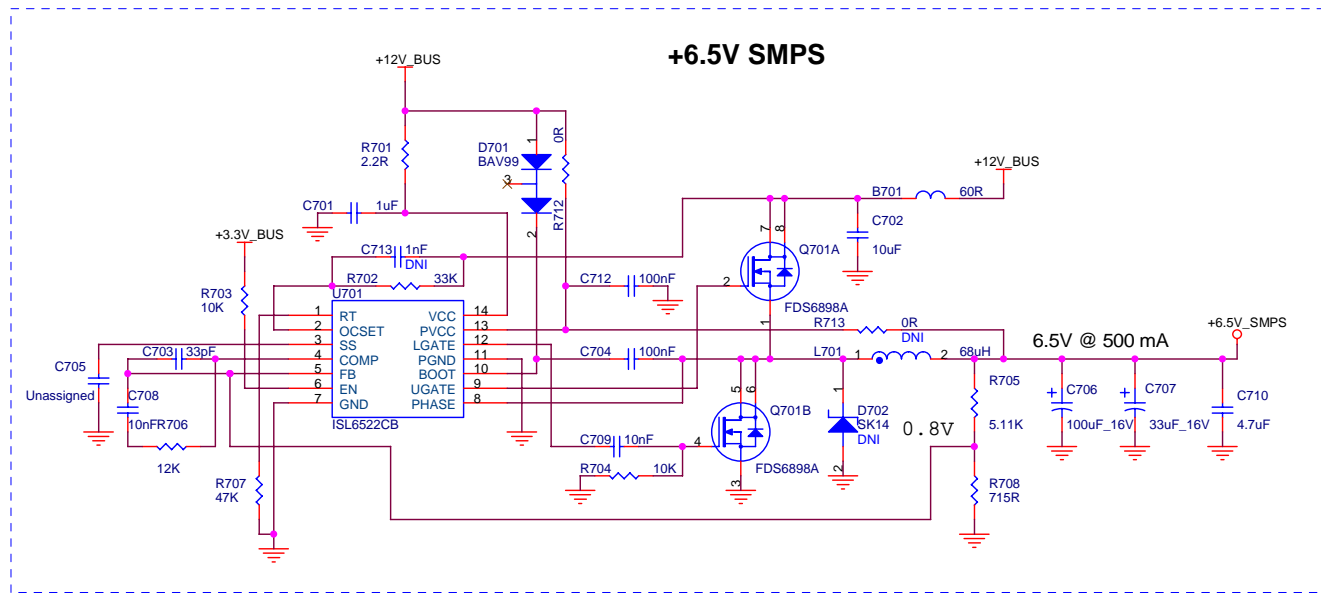 +6.5V SMPS
+12V_BUS
R701
2.2R
D701
BAV99
1
3
2
0R
R712
+12V_BUS
B701
60R
C701
1uF
C702
10uF
+3.3V_BUS
C713
1nF
DNI
R702
33K
C712
100nF
7
8
Q701A
2
FDS6898A
1
R703
10K
U701
1
RT
VCC
14
2
OCSET
PVCC
13
3
SS
LGATE
12
4
COMP
PGND
11
5
FB
BOOT
10
6
EN
UGATE
9
7
GND
PHASE
8
ISL6522CB
R713
0R
DNI
+6.5V_SMPS
6.5V @ 500 mA
C703
33pF
C704
100nF
L701
1
2
68uH
C705
Unassigned
C708
10nF
R706
12K
5
6
Q701B
4
FDS6898A
3
1
D702
SK14
DNI
2
0.8V
R705
5.11K
C706
100uF_16V
C707
33uF_16V
C710
4.7uF
C709
10nF
R704
10K
R707
47K
R708
715R